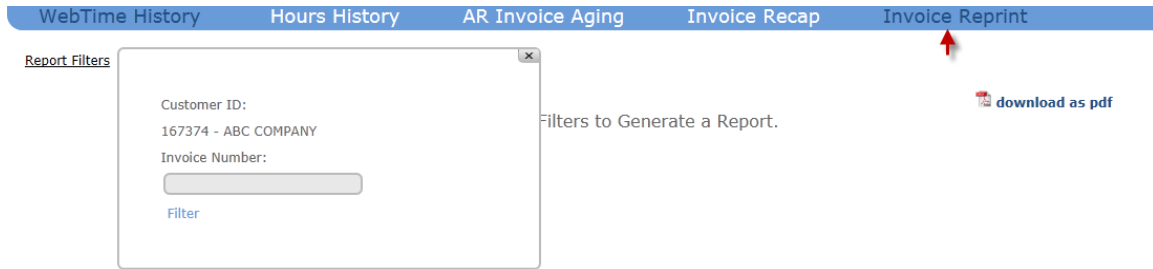 WebTime History Hours History AR Invoice Aging Invoice Recap Invoice Reprint
Report Filters
x
download as pdf
Customer ID:
Filters to Generate a Report.
167374 - ABC COMPANY
Invoice Number:
Filter